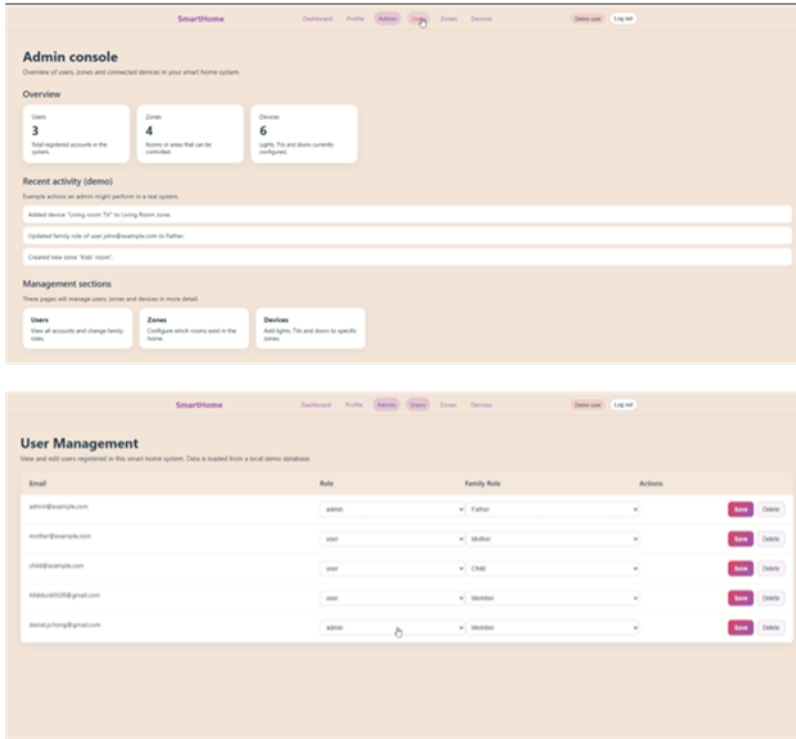 SmartHome Dashboard Profile Admin Users Zones Devices Demo user Log out
Admin console
Overview of users, zones and connected devices in your smart home system.
Overview
Users
3
Total registered accounts in the
system.
Zones
4
Rooms or areas that can be
controlled.
Devices
6
Lights, TVs and doors currently
configured.
Recent activity (demo)
Example actions an admin might perform in a real system.
Added device "Living room TV" to Living Room zone.
Updated family role of user john@example.com to Father.
Created new zone "Kids' room".
Management sections
These pages will manage users, zones and devices in more detail.
Users
View all accounts and change family
roles.
Zones
Configure which rooms exist in the
home.
Devices
Add lights, TVs and doors to specific
zones.
SmartHome Dashboard Profile Admin Users Zones Devices Demo user Log out
User Management
View and edit users registered in this smart home system. Data is loaded from a local demo database.
Email Role Family Role Actions
admin@example.com admin Father Save Delete
mother@example.com user Mother Save Delete
child@example.com user Child Save Delete
user Member Save Delete
admin Member Save Delete